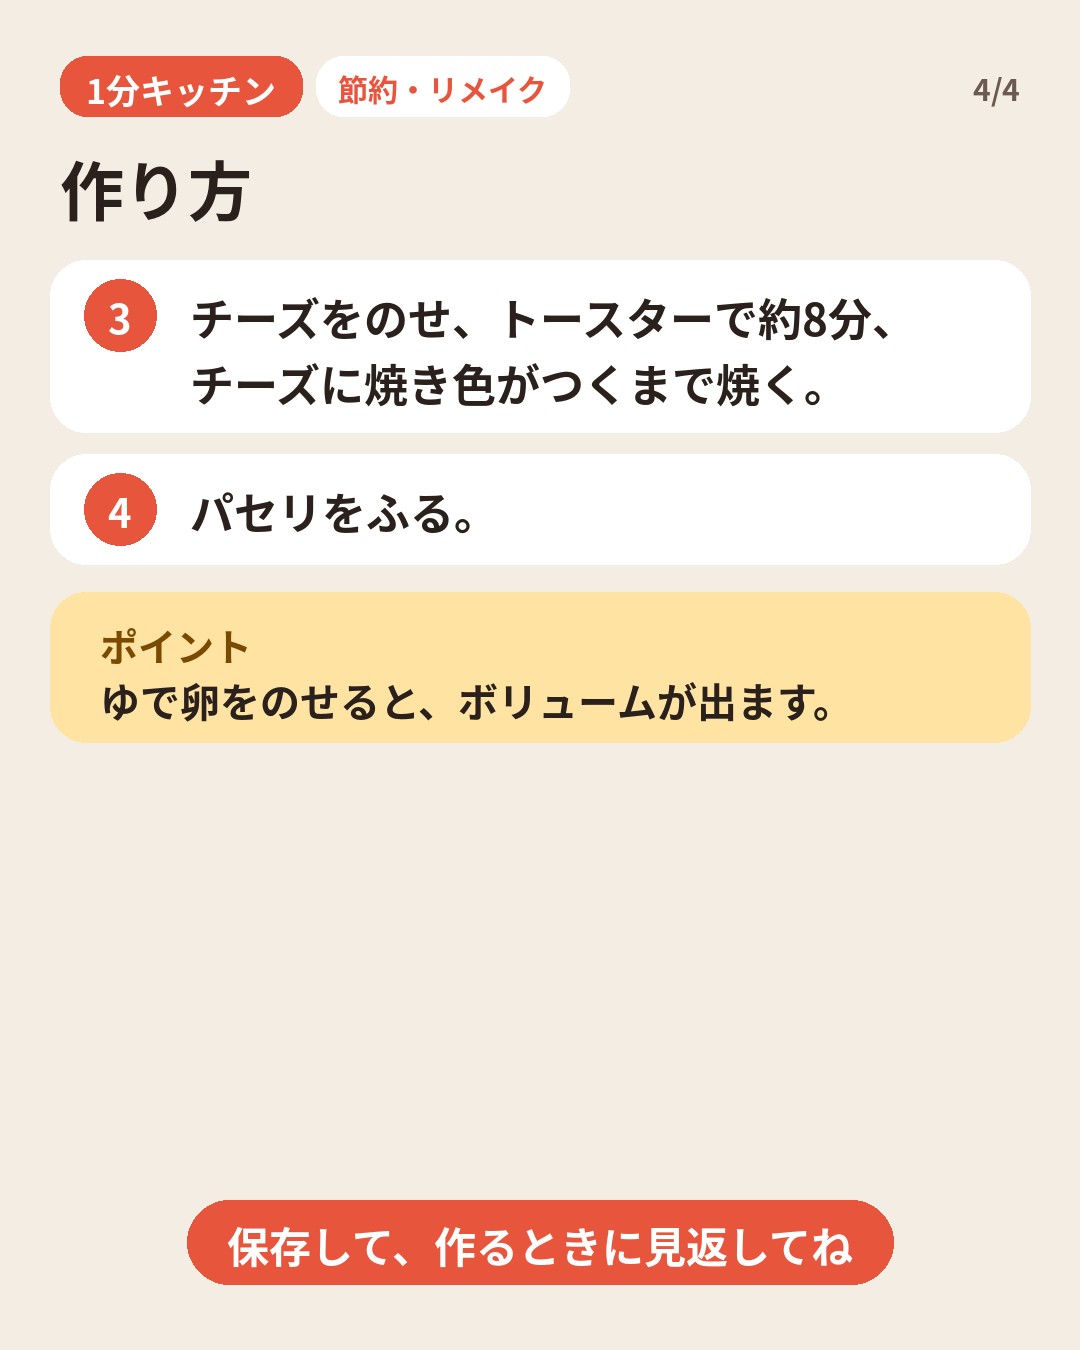 1分キッチン
節約・リメイク
4/4
作り方
3
チーズをのせ、トースターで約8分、
チーズに焼き色がつくまで焼く。
4
パセリをふる。
ポイント
ゆで卵をのせると、ボリュームが出ます。
保存して、作るときに見返してね